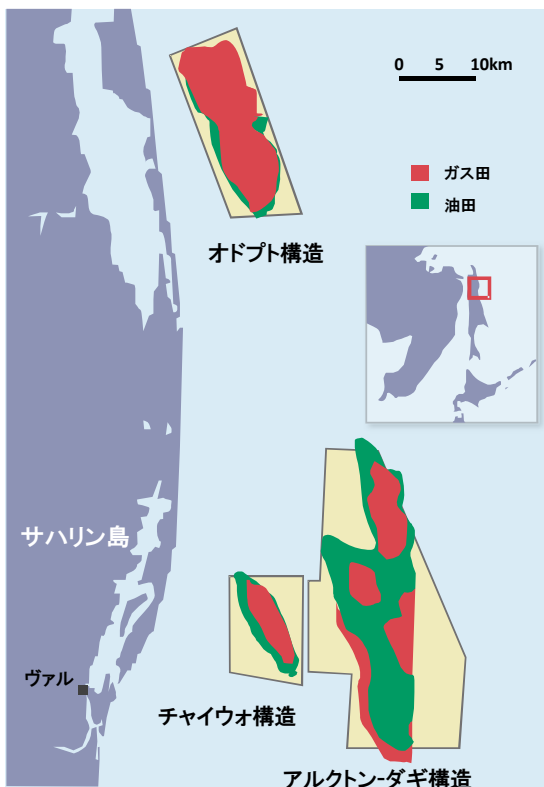 0 5 10km
ガス田
油田
オドプト構造
サハリン島
ヴァル
チャイウォ構造
アルクトン-ダギ構造